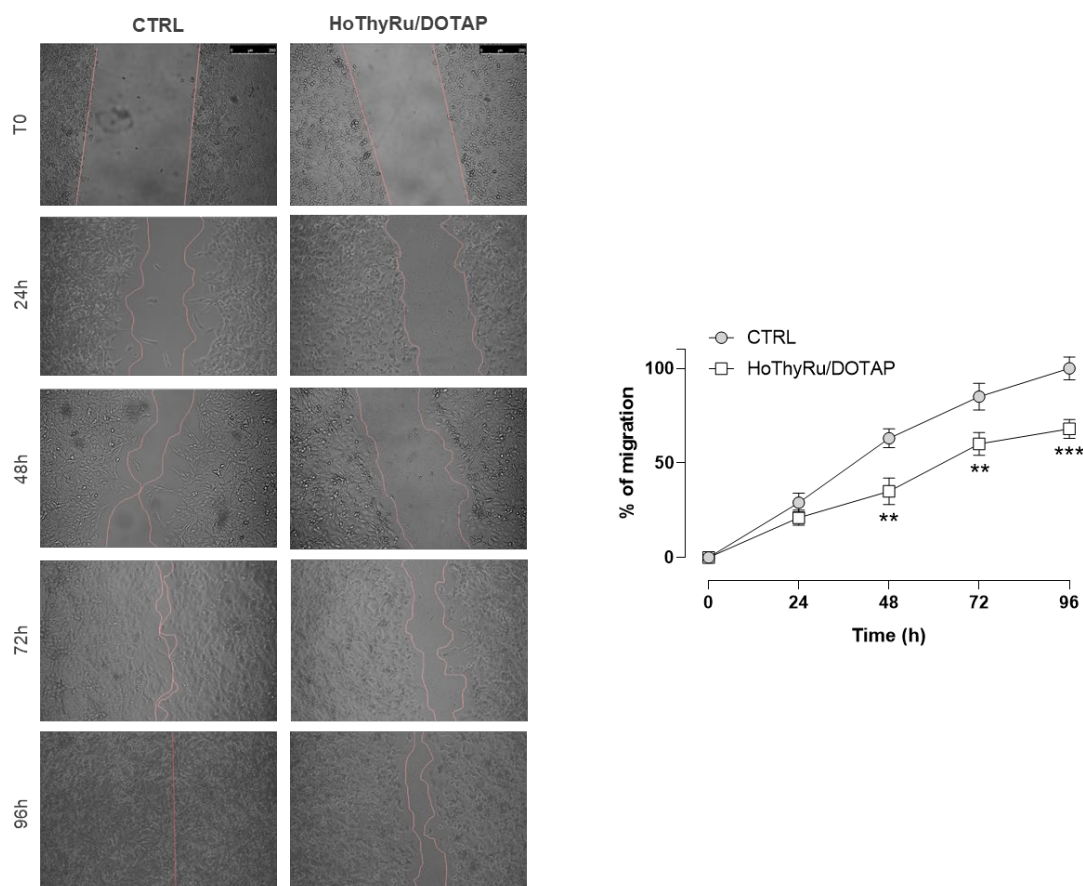 CTRL
HoThyRu/DOTAP
T0
24h
48h
72h
96h
CTRL
HoThyRu/DOTAP
% of migration
100
50
0
**
**
***
0
24
48
72
96
Time (h)